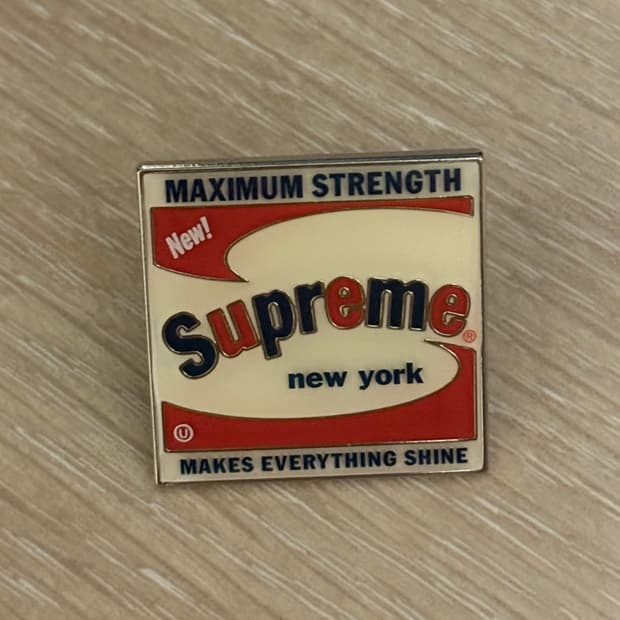 MAXIMUM STRENGTH
New!
Supreme®
new york
Ⓤ
MAKES EVERYTHING SHINE